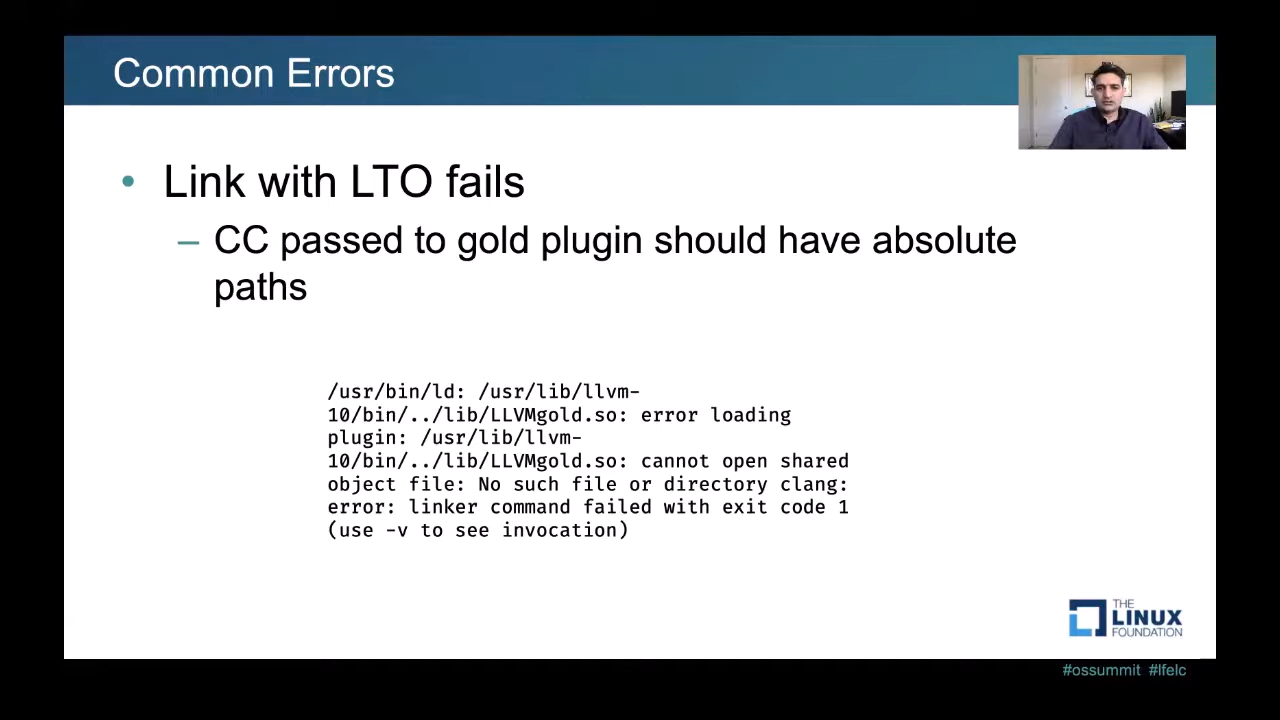 Common Errors
• Link with LTO fails
– CC passed to gold plugin should have absolute
paths
/usr/bin/ld: /usr/lib/llvm-
10/bin/../lib/LLVMgold.so: error loading
plugin: /usr/lib/llvm-
10/bin/../lib/LLVMgold.so: cannot open shared
object file: No such file or directory clang:
error: linker command failed with exit code 1
(use -v to see invocation)
THE
LINUX
FOUNDATION
#ossummit #lfelc